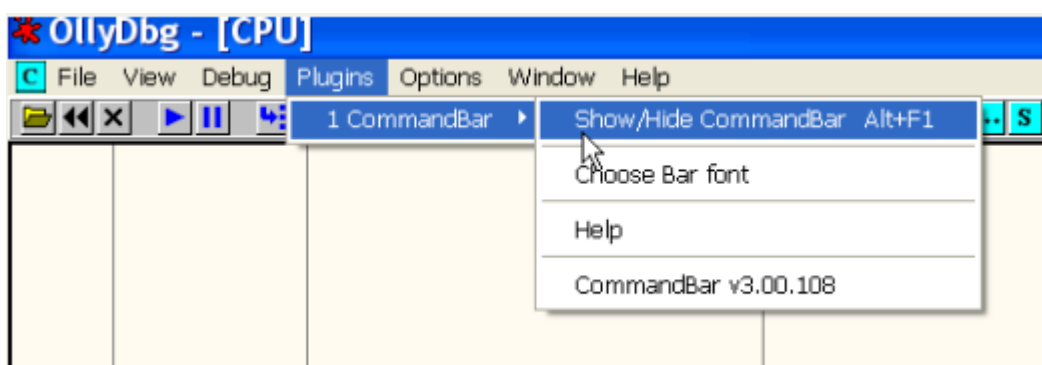 OllyDbg - [CPU]
C File View Debug Plugins Options Window Help
1 CommandBar
Show/Hide CommandBar Alt+F1
S
Choose Bar font
Help
CommandBar v3.00.108